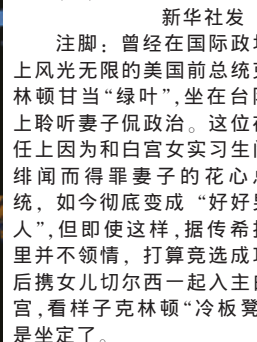 新华社发
注脚：曾经在国际政坛
上风光无限的美国前总统克
林顿甘当“绿叶”,坐在台下
上聆听妻子侃政治。这位在
任上因为和白宫女实习生闹
绯闻而得罪妻子的花心总
统，如今彻底变成“好好男
人”,但即使这样,据传希拉
里并不领情，打算竞选成功
后携女儿切尔西一起入主白
宫,看样子克林顿“冷板凳”
是坐定了。